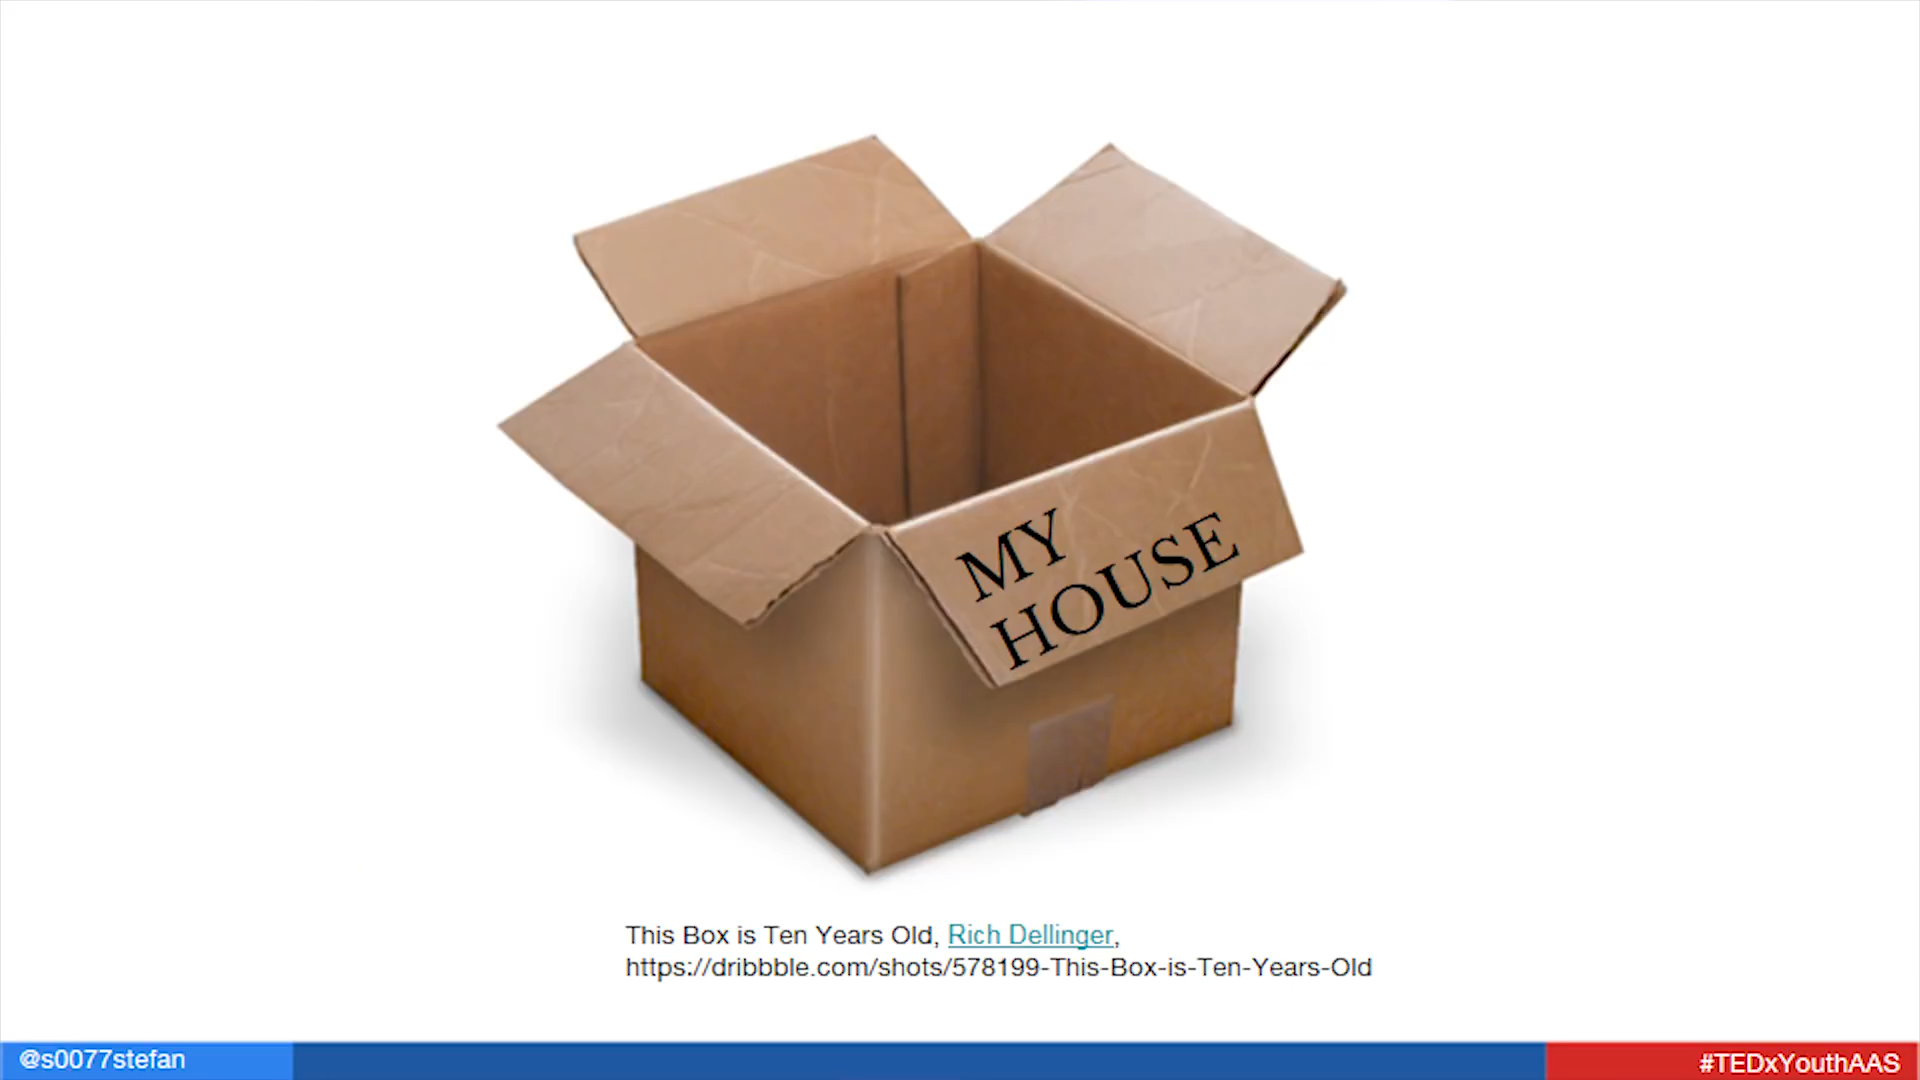 MY
HOUSE
This Box is Ten Years Old, Rich Dellinger,
https://dribbble.com/shots/578199-This-Box-is-Ten-Years-Old
@s0077stefan
#TEDxYouthAAS